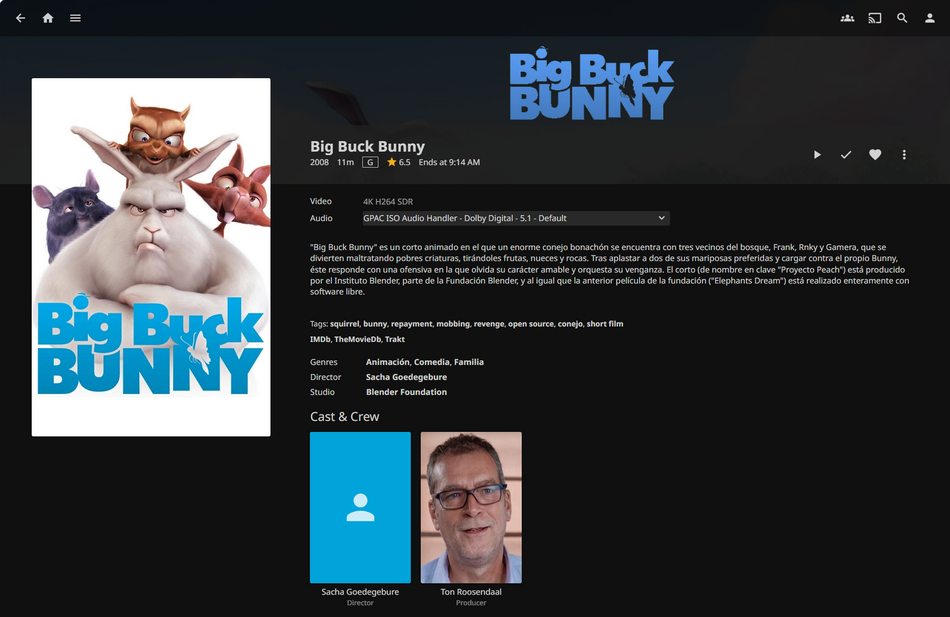 Big Buck
BUNNY
Big Buck
BUNNY
Big Buck Bunny
2008 11m G 6.5 Ends at 9:14 AM
Video 4K H264 SDR
Audio GPAC ISO Audio Handler - Dolby Digital - 5.1 - Default
"Big Buck Bunny" es un corto animado en el que un enorme conejo bonachón se encuentra con tres vecinos del bosque, Frank, Rnky y Gamera, que se
divierten maltratando pobres criaturas, tirándoles frutas, nueces y rocas. Tras aplastar a dos de sus mariposas preferidas y cargar contra el propio Bunny,
éste responde con una ofensiva en la que olvida su carácter amable y orquesta su venganza. El corto (de nombre en clave "Proyecto Peach") está producido
por el Instituto Blender, parte de la Fundación Blender, y al igual que la anterior película de la fundación ("Elephants Dream") está realizado enteramente con
software libre.
Tags: squirrel, bunny, repayment, mobbing, revenge, open source, conejo, short film
IMDb, TheMovieDb, Trakt
Genres Animación, Comedia, Familia
Director Sacha Goedegebure
Studio Blender Foundation
Cast & Crew
Sacha Goedegebure
Director
Ton Roosendaal
Producer